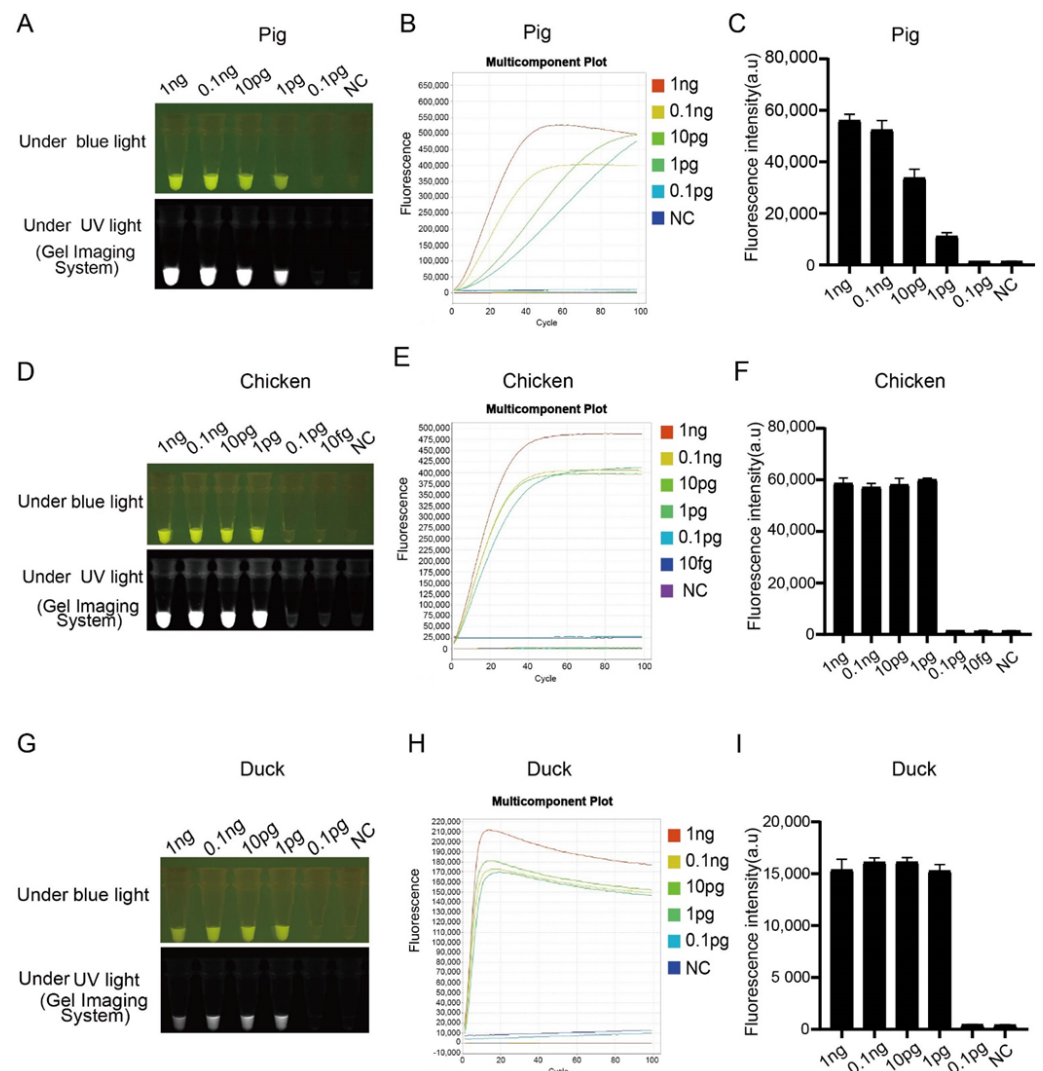 A
Pig
1ng 0.1ng 10pg 1pg 0.1pg NC
Under blue light
Under UV light
(Gel Imaging
System)
B
Pig
Multicomponent Plot
Fluorescence
650,000
600,000
550,000
500,000
450,000
400,000
350,000
300,000
250,000
200,000
150,000
100,000
50,000
0
0 20 40 60 80 100
Cycle
1ng
0.1ng
10pg
1pg
0.1pg
NC
C
Pig
Fluorescence intensity(a.u)
80,000
60,000
40,000
20,000
0
1ng 0.1ng 10pg 1pg 0.1pg NC
D
Chicken
1ng 0.1ng 10pg 1pg 0.1pg 10fg NC
Under blue light
Under UV light
(Gel Imaging
System)
E
Chicken
Multicomponent Plot
Fluorescence
500,000
475,000
450,000
425,000
400,000
375,000
350,000
325,000
300,000
275,000
250,000
225,000
200,000
175,000
150,000
125,000
100,000
75,000
50,000
25,000
0
0 20 40 60 80 100
Cycle
1ng
0.1ng
10pg
1pg
0.1pg
10fg
NC
F
Chicken
Fluorescence intensity(a.u)
80,000
60,000
40,000
20,000
0
1ng 0.1ng 10pg 1pg 0.1pg 10fg NC
G
Duck
1ng 0.1ng 10pg 1pg 0.1pg NC
Under blue light
Under UV light
(Gel Imaging
System)
H
Duck
Multicomponent Plot
Fluorescence
220,000
210,000
200,000
190,000
180,000
170,000
160,000
150,000
140,000
130,000
120,000
110,000
100,000
90,000
80,000
70,000
60,000
50,000
40,000
30,000
20,000
10,000
0
-10,000
0 20 40 60 80 100
Cycle
1ng
0.1ng
10pg
1pg
0.1pg
NC
I
Duck
Fluorescence intensity(a.u)
20,000
15,000
10,000
5 000
0
1ng 0.1ng 10pg 1pg 0.1pg NC